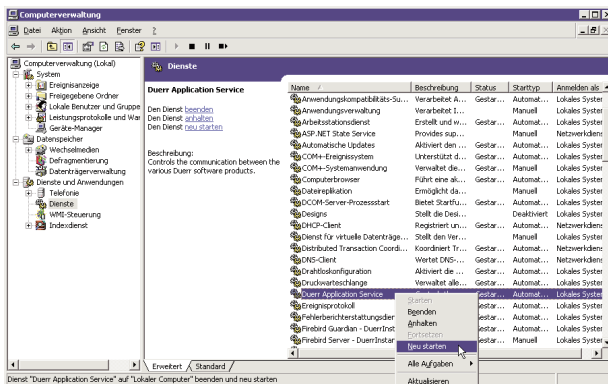 Computerverwaltung
Datei Aktion Ansicht Fenster ?
Computerverwaltung (Lokal)
System
Ereignisanzeige
Freigegebene Ordner
Lokale Benutzer und Gruppe
Leistungsprotokolle und War
Geräte-Manager
Datenspeicher
Wechselmedien
Defragmentierung
Datenträgerverwaltung
Dienste und Anwendungen
Telefonie
Dienste
WMI-Steuerung
Indexdienst
Dienste
Duerr Application Service
Den Dienst beenden
Den Dienst anhalten
Den Dienst neu starten
Beschreibung:
Controls the communication between the
various Duerr software products.
Name Beschreibung Status Starttyp Anmelden als
Anwendungskompatibilitäts-Su... Verarbeitet A... Gestar... Automat... Lokales System
Anwendungsverwaltung Verarbeitet I... Manuell Lokales System
Arbeitsstationsdienst Erstellt und w... Gestar... Automat... Lokales System
ASP.NET State Service Provides sup... Manuell Netzwerkdiens
Automatische Updates Aktiviert den ... Gestar... Automat... Lokales System
COM+-Ereignissystem Unterstützt d... Gestar... Automat... Lokales System
COM+-Systemanwendung Verwaltet die... Gestar... Manuell Lokales System
Computerbrowser Führt eine ak... Gestar... Automat... Lokales System
Dateireplikation Ermöglicht da... Manuell Lokales System
DCOM-Server-Prozessstart Bietet Startfu... Gestar... Automat... Lokales System
Designs Stellt die Desi... Deaktiviert Lokales System
DHCP-Client Registriert un... Gestar... Automat... Netzwerkdiens
Dienst für virtuelle Datenträge... Stellt den Ver... Manuell Lokales System
Distributed Transaction Coordi... Koordiniert Tr... Gestar... Automat... Netzwerkdiens
DNS-Client Wertet DNS-... Gestar... Automat... Netzwerkdiens
Drahtloskonfiguration Aktiviert die ... Gestar... Automat... Lokales System
Druckwarteschlange Verwaltet alle... Gestar... Automat... Lokales System
Duerr Application Service Gestar... Automat... Lokales System
Ereignisprotokoll Gestar... Automat... Lokales System
Fehlerberichterstattungsdien Gestar... Automat... Lokales System
Firebird Guardian - DuerrInst Gestar... Automat... Lokales System
Firebird Server - DuerrInstar Gestar... Manuell Lokales System
Starten
Beenden
Anhalten
Fortsetzen
Neu starten
Alle Aufgaben
Aktualisieren
Erweitert Standard
Dienst "Duerr Application Service" auf "Lokaler Computer" beenden und neu starten